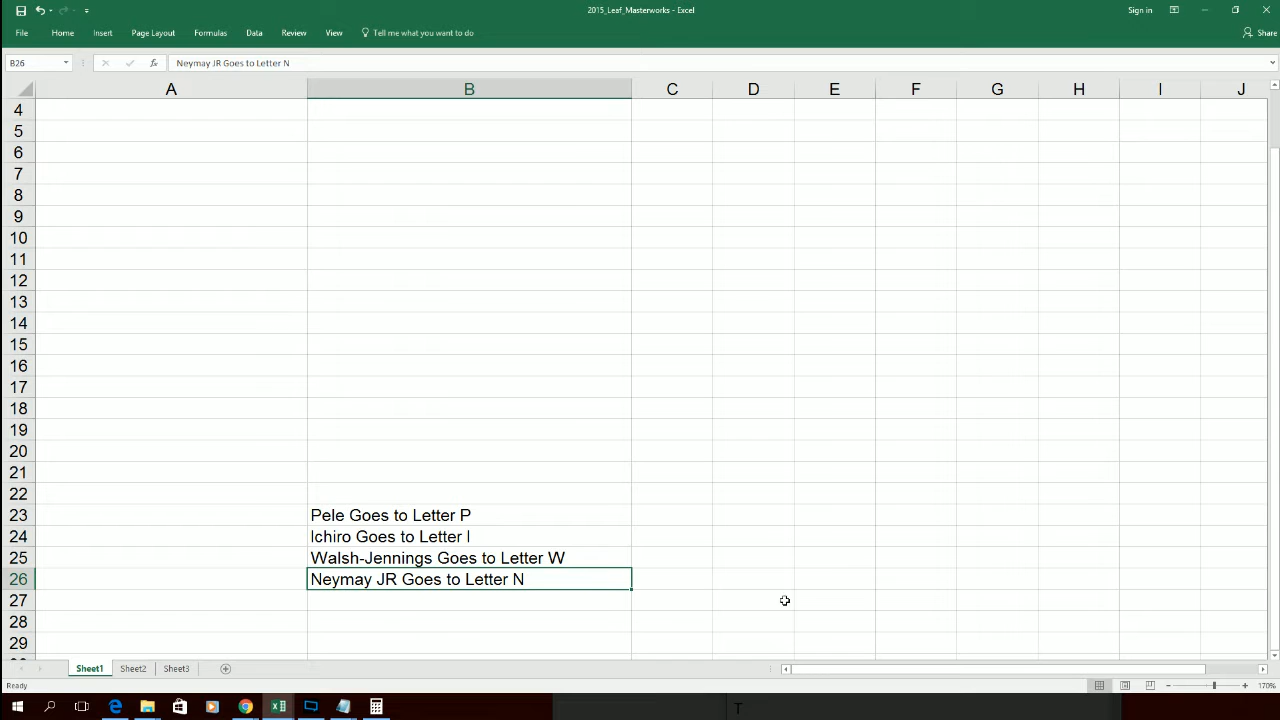 2015_Leaf_Masterworks - Excel
Sign in
File Home Insert Page Layout Formulas Data Review View Tell me what you want to do Share
B26 fx Neymay JR Goes to Letter N
A B C D E F G H I J
4
5
6
7
8
9
10
11
12
13
14
15
16
17
18
19
20
21
22
23 Pele Goes to Letter P
24 Ichiro Goes to Letter I
25 Walsh-Jennings Goes to Letter W
26 Neymay JR Goes to Letter N
27
28
29
Sheet1 Sheet2 Sheet3
Ready 170%
T